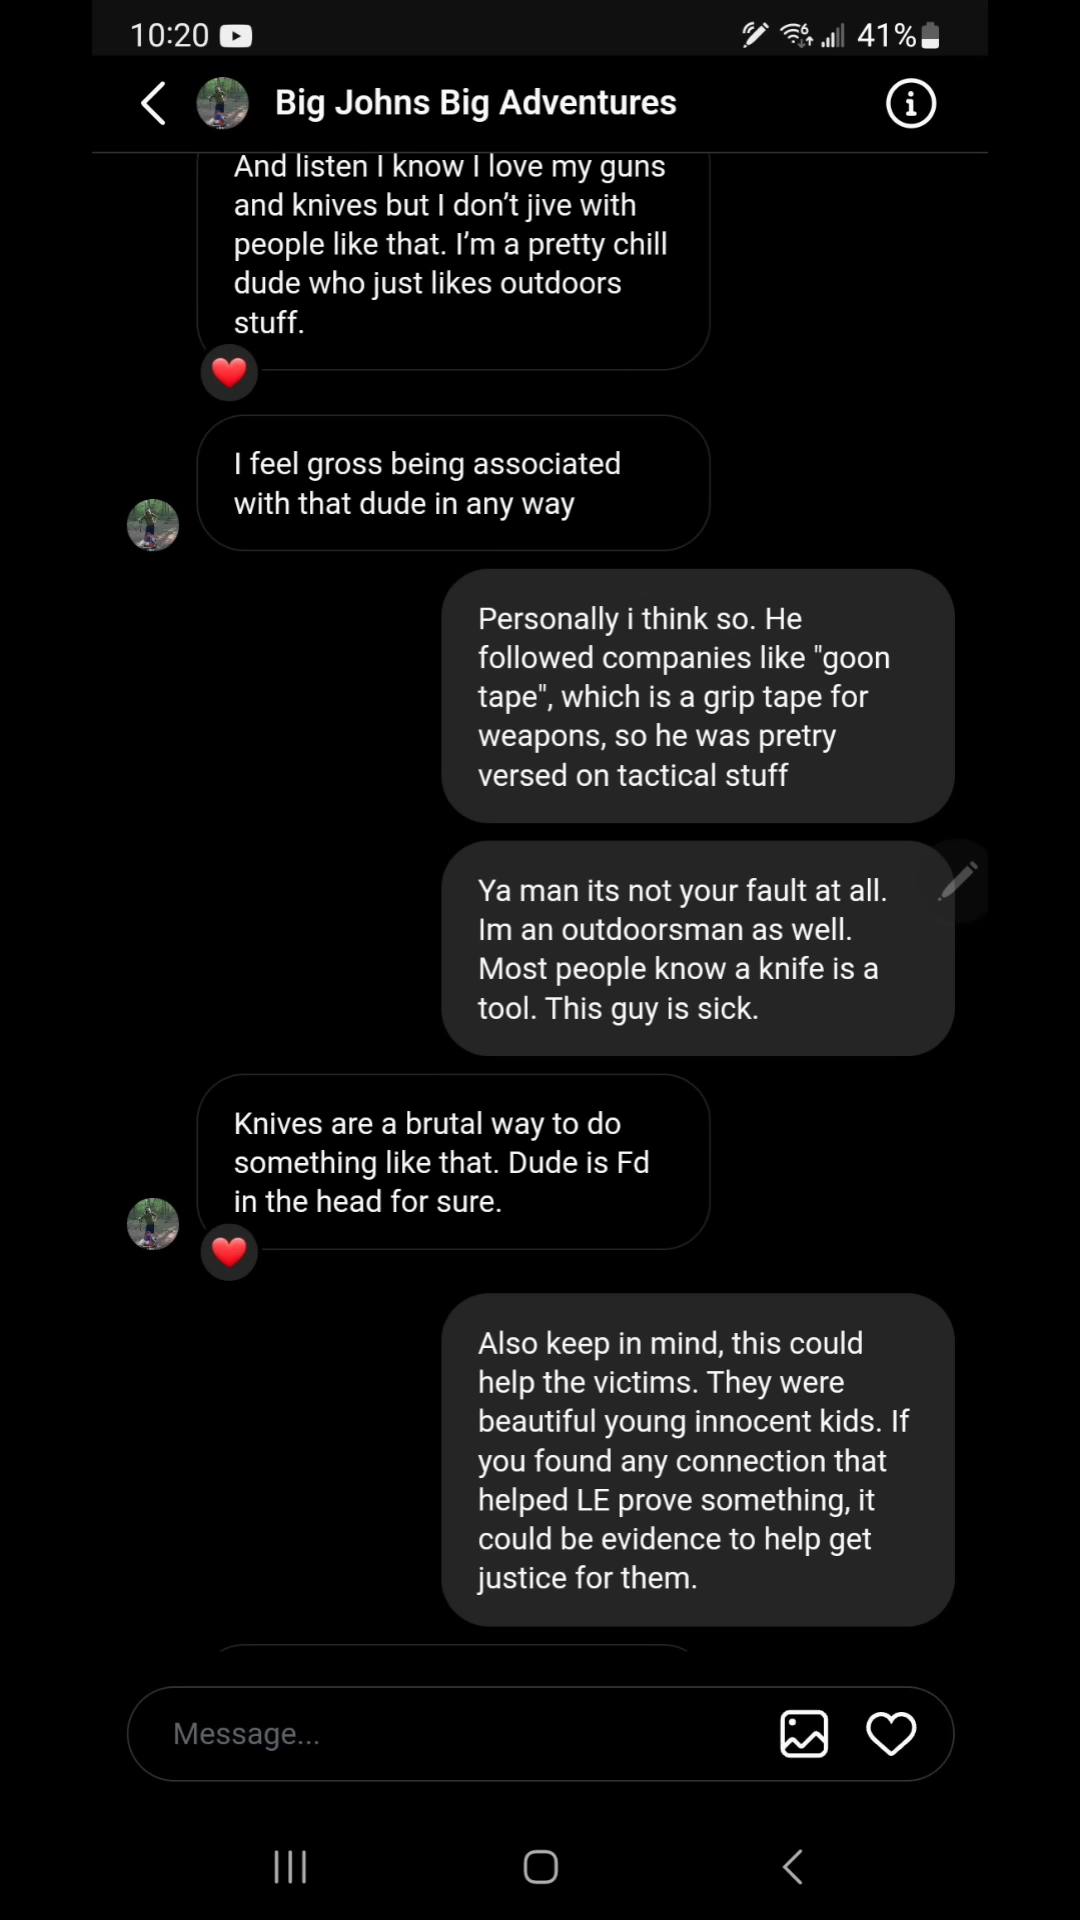 10:20
41%
Big Johns Big Adventures
And listen I know I love my guns
and knives but I don’t jive with
people like that. I’m a pretty chill
dude who just likes outdoors
stuff.
I feel gross being associated
with that dude in any way
Personally i think so. He
followed companies like "goon
tape", which is a grip tape for
weapons, so he was pretry
versed on tactical stuff
Ya man its not your fault at all.
Im an outdoorsman as well.
Most people know a knife is a
tool. This guy is sick.
Knives are a brutal way to do
something like that. Dude is Fd
in the head for sure.
Also keep in mind, this could
help the victims. They were
beautiful young innocent kids. If
you found any connection that
helped LE prove something, it
could be evidence to help get
justice for them.
Message...